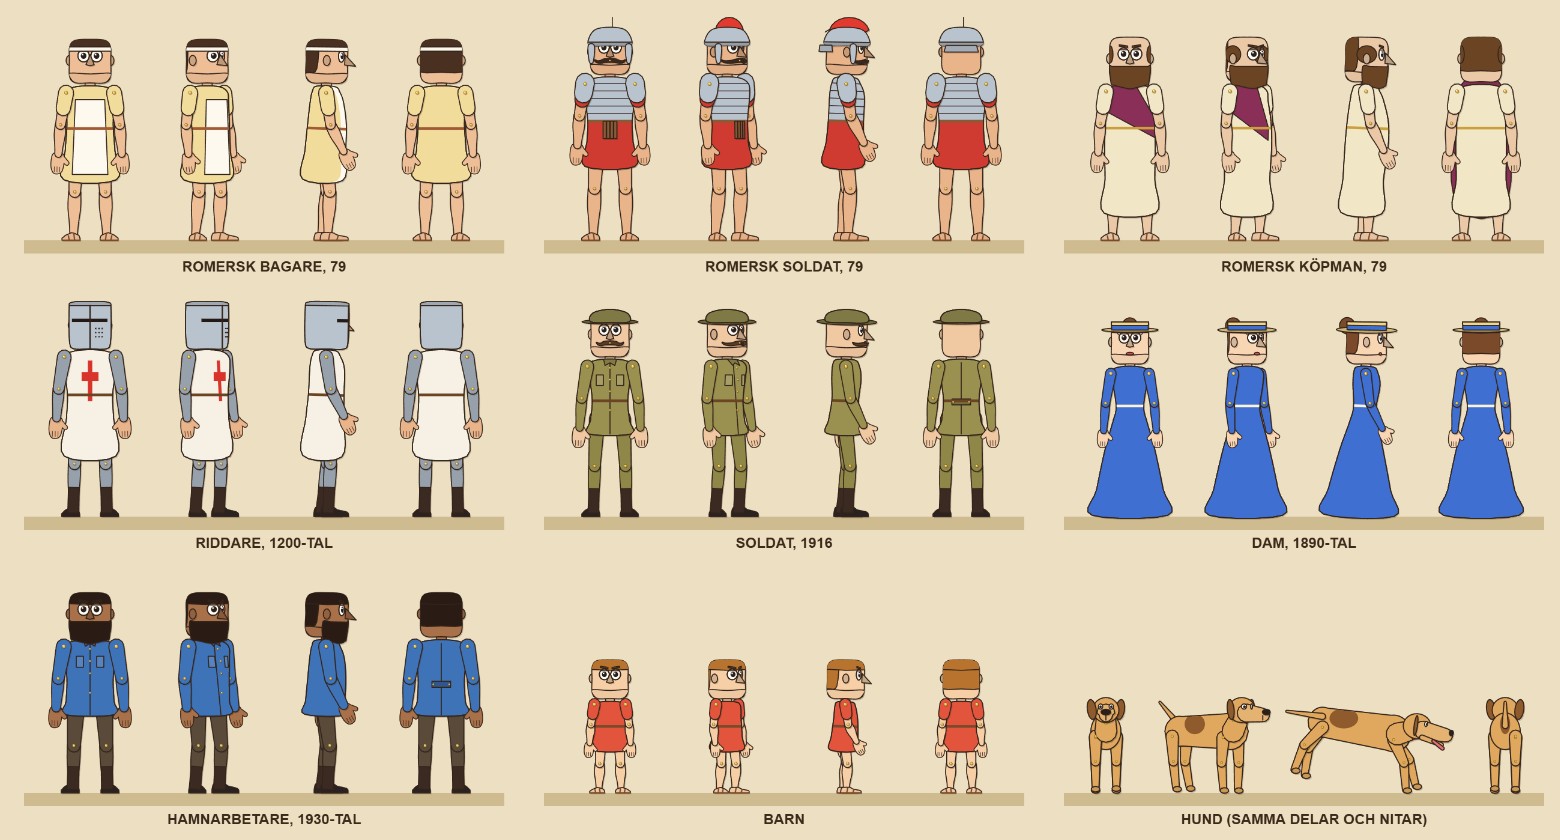 ROMERSK BAGARE, 79
ROMERSK SOLDAT, 79
ROMERSK KÖPMAN, 79
RIDDARE, 1200-TAL
SOLDAT, 1916
DAM, 1890-TAL
HAMNARBETARE, 1930-TAL
BARN
HUND (SAMMA DELAR OCH NITAR)